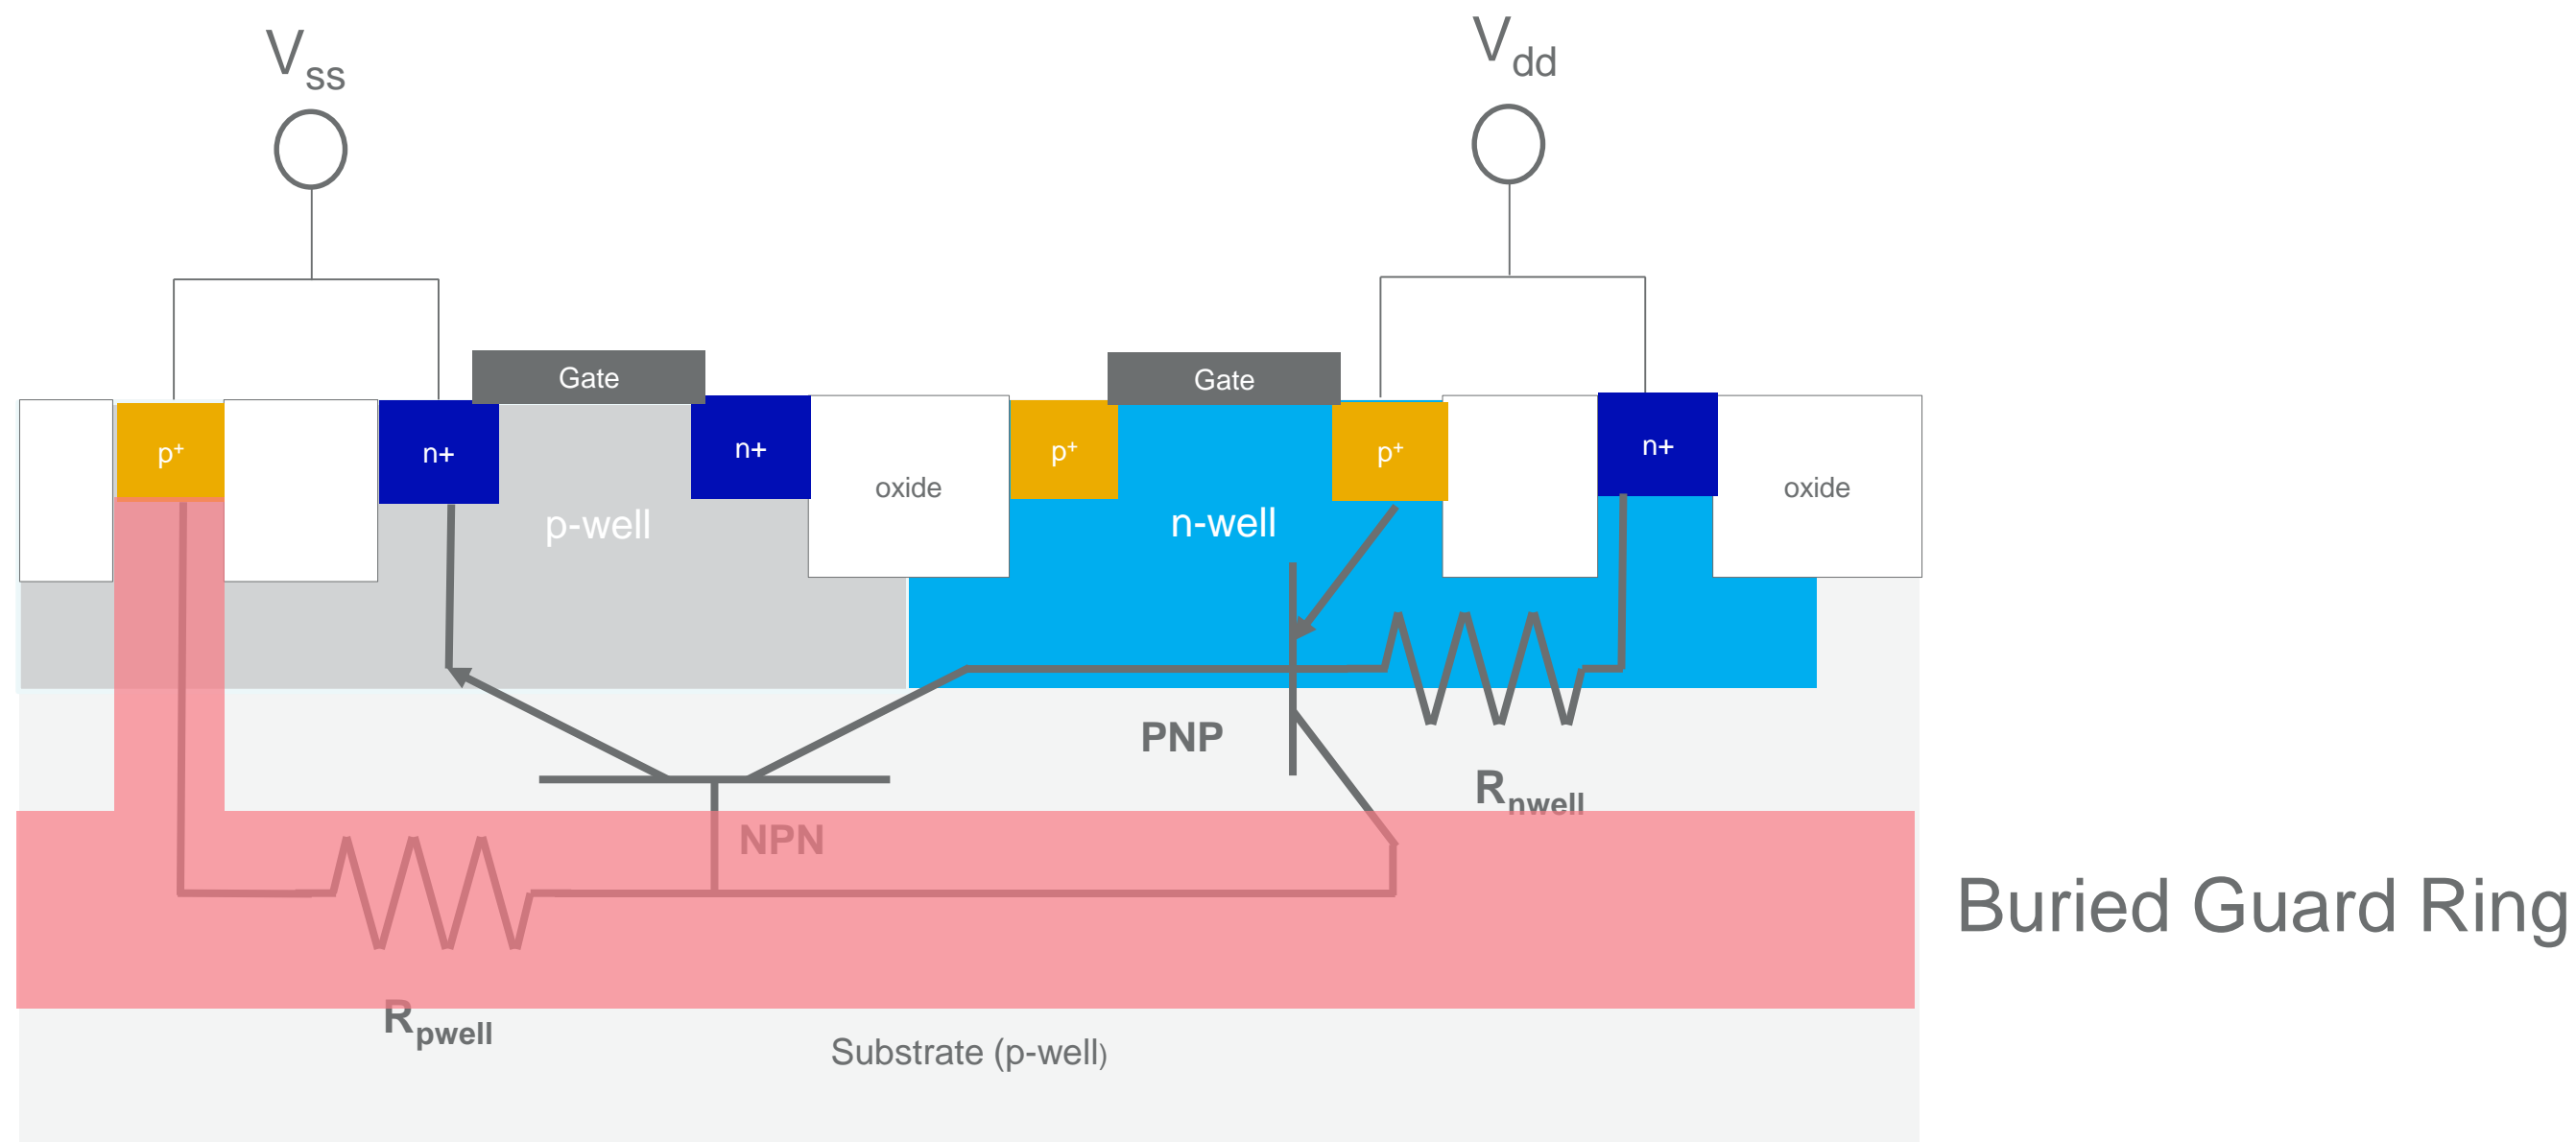 Vss
Vdd
Gate
Gate
p+
n+
n+
p+
p+
n+
oxide
oxide
p-well
n-well
PNP
Rnwell
NPN
Buried Guard Ring
Rpwell
Substrate (p-well)